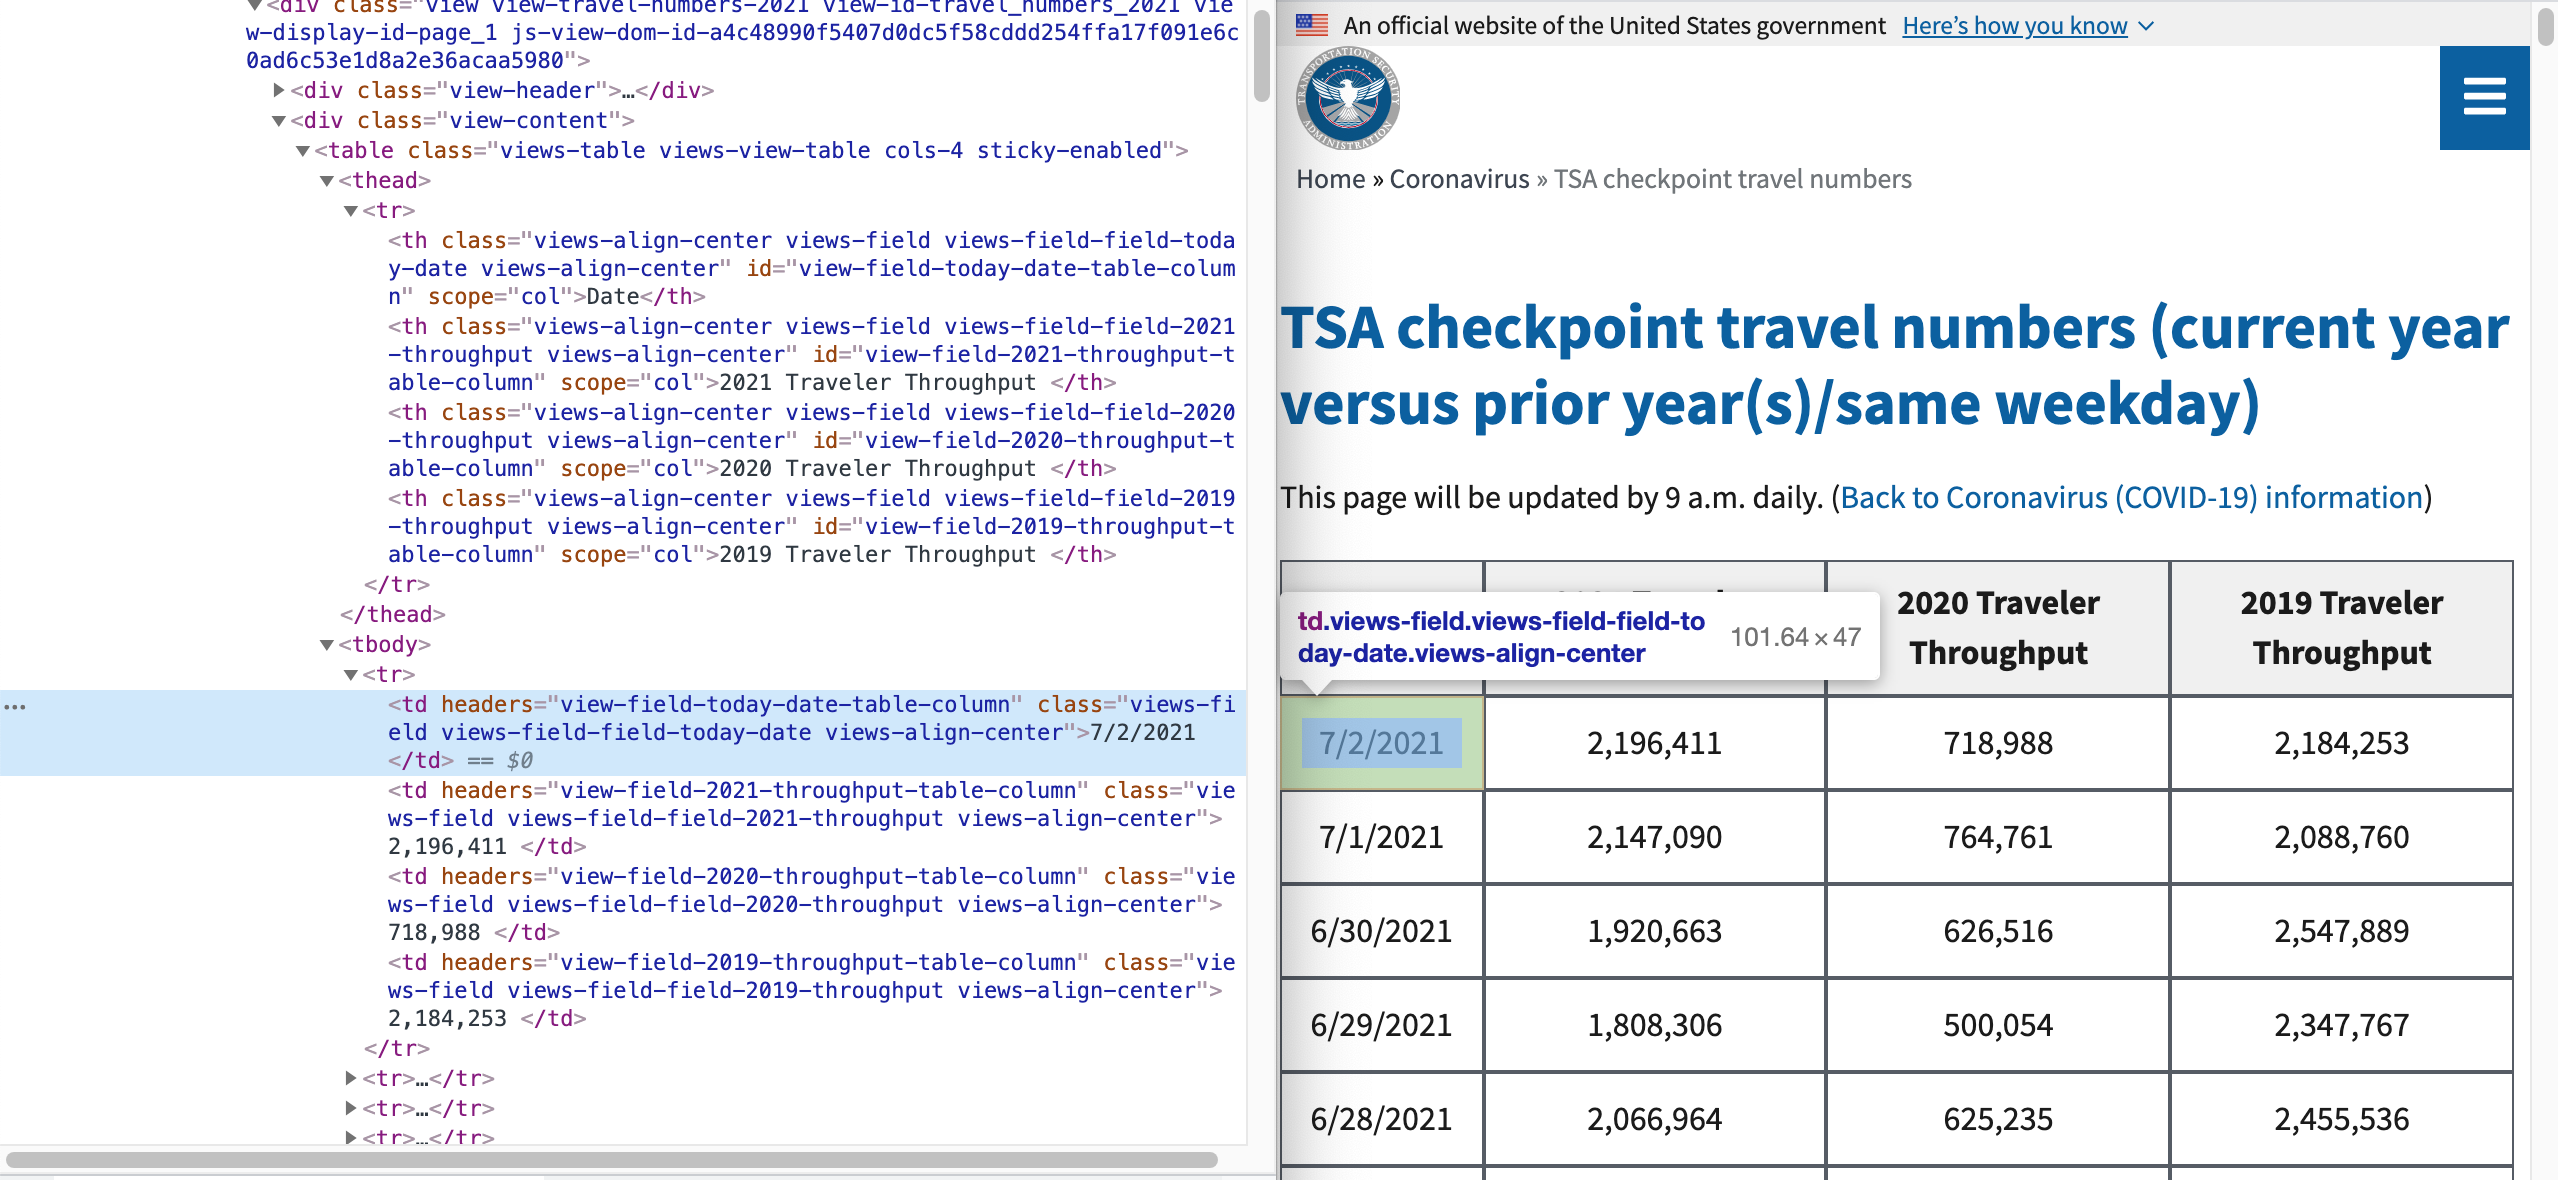 <div class="view view-travel-numbers-2021 view-id-travel_numbers_2021 vie
w-display-id-page_1 js-view-dom-id-a4c48990f5407d0dc5f58cddd254ffa17f091e6c
0ad6c53e1d8a2e36acaa5980">
<div class="view-header">…</div>
<div class="view-content">
<table class="views-table views-view-table cols-4 sticky-enabled">
<thead>
<tr>
<th class="views-align-center views-field views-field-field-toda
y-date views-align-center" id="view-field-today-date-table-colum
n" scope="col">Date</th>
<th class="views-align-center views-field views-field-field-2021
-throughput views-align-center" id="view-field-2021-throughput-t
able-column" scope="col">2021 Traveler Throughput </th>
<th class="views-align-center views-field views-field-field-2020
-throughput views-align-center" id="view-field-2020-throughput-t
able-column" scope="col">2020 Traveler Throughput </th>
<th class="views-align-center views-field views-field-field-2019
-throughput views-align-center" id="view-field-2019-throughput-t
able-column" scope="col">2019 Traveler Throughput </th>
</tr>
</thead>
<tbody>
<tr>
… <td headers="view-field-today-date-table-column" class="views-fi
eld views-field-field-today-date views-align-center">7/2/2021
</td> == $0
<td headers="view-field-2021-throughput-table-column" class="vie
ws-field views-field-field-2021-throughput views-align-center">
2,196,411 </td>
<td headers="view-field-2020-throughput-table-column" class="vie
ws-field views-field-field-2020-throughput views-align-center">
718,988 </td>
<td headers="view-field-2019-throughput-table-column" class="vie
ws-field views-field-field-2019-throughput views-align-center">
2,184,253 </td>
</tr>
<tr>…</tr>
<tr>…</tr>
<tr>…</tr>
An official website of the United States government Here's how you know
TRANSPORTATION SECURITY
ADMINISTRATION
Home » Coronavirus » TSA checkpoint travel numbers
TSA checkpoint travel numbers (current year
versus prior year(s)/same weekday)
This page will be updated by 9 a.m. daily. (Back to Coronavirus (COVID-19) information)
td.views-field.views-field-field-to
day-date.views-align-center
101.64 × 47
2020 Traveler
Throughput
2019 Traveler
Throughput
7/2/2021 2,196,411 718,988 2,184,253
7/1/2021 2,147,090 764,761 2,088,760
6/30/2021 1,920,663 626,516 2,547,889
6/29/2021 1,808,306 500,054 2,347,767
6/28/2021 2,066,964 625,235 2,455,536